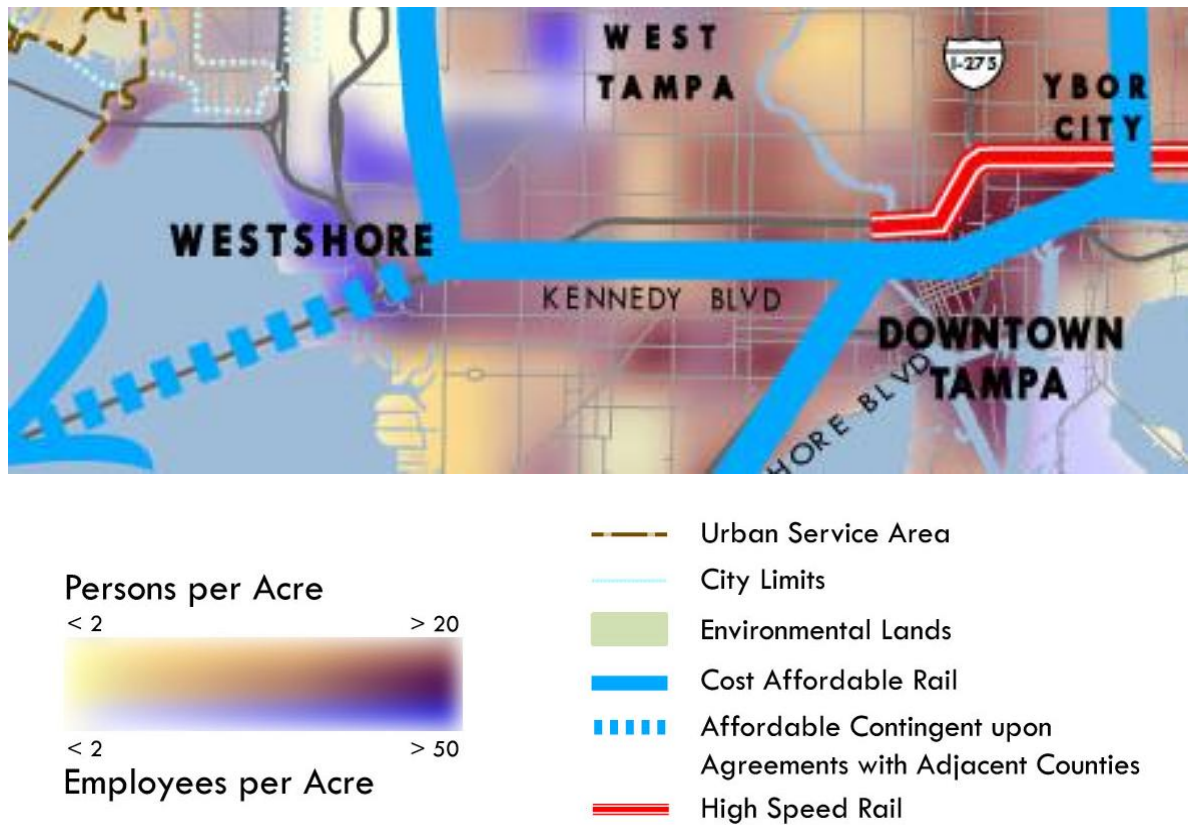 WEST
TAMPA
I-275
YBOR
CITY
WESTSHORE
KENNEDY BLVD
DOWNTOWN
TAMPA
HORE BLVD
Persons per Acre
< 2 > 20
< 2 > 50
Employees per Acre
Urban Service Area
City Limits
Environmental Lands
Cost Affordable Rail
Affordable Contingent upon
Agreements with Adjacent Counties
High Speed Rail